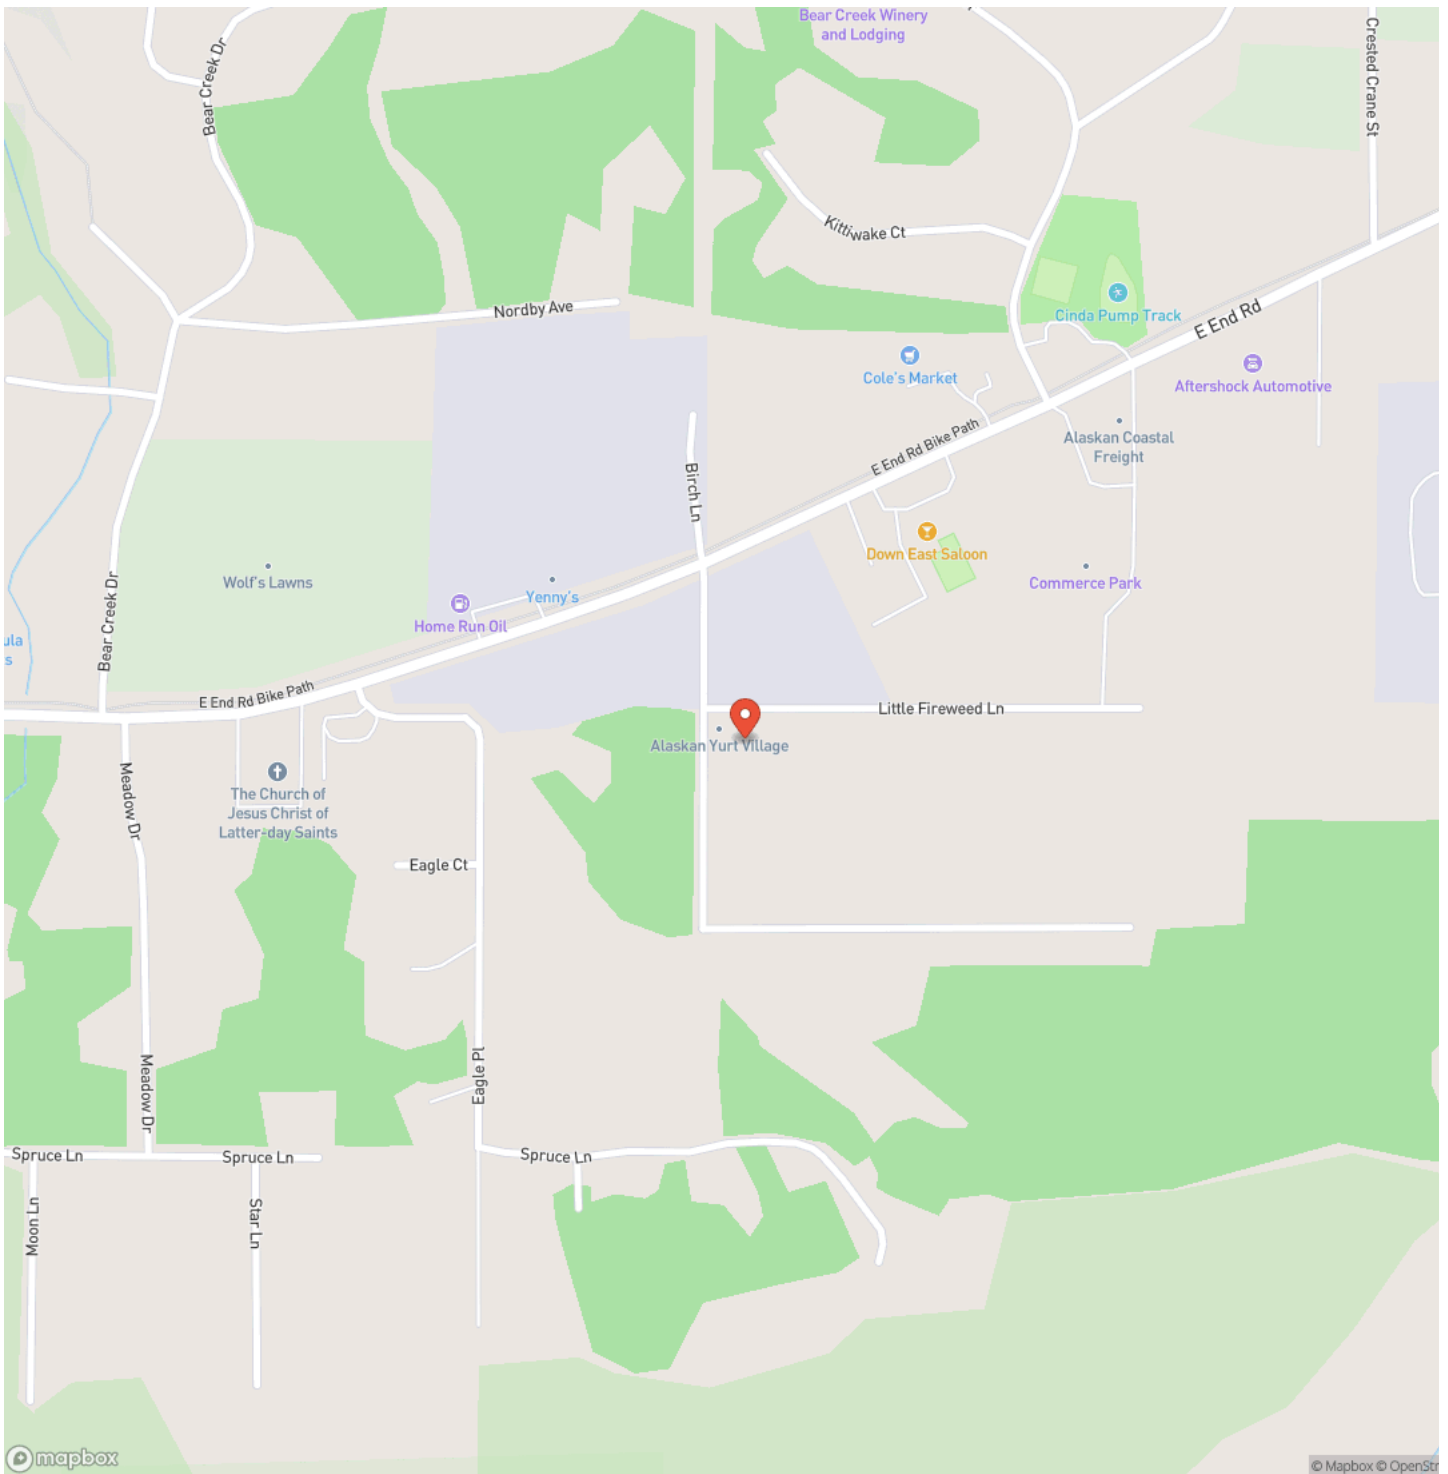 Bear Creek Winery
and Lodging
Bear Creek Dr
Crested Crane St
Kittiwake Ct
Nordby Ave
Cinda Pump Track
E End Rd
Cole's Market
Aftershock Automotive
E End Rd Bike Path
Alaskan Coastal
Freight
Birch Ln
Down East Saloon
Wolf's Lawns
Yenny's
Commerce Park
Home Run Oil
Bear Creek Dr
ula
s
E End Rd Bike Path
Little Fireweed Ln
Alaskan Yurt Village
Meadow Dr
The Church of
Jesus Christ of
Latter-day Saints
Eagle Ct
Eagle Pl
Meadow Dr
Spruce Ln
Spruce Ln
Spruce Ln
Moon Ln
Star Ln
mapbox
© Mapbox © OpenStr